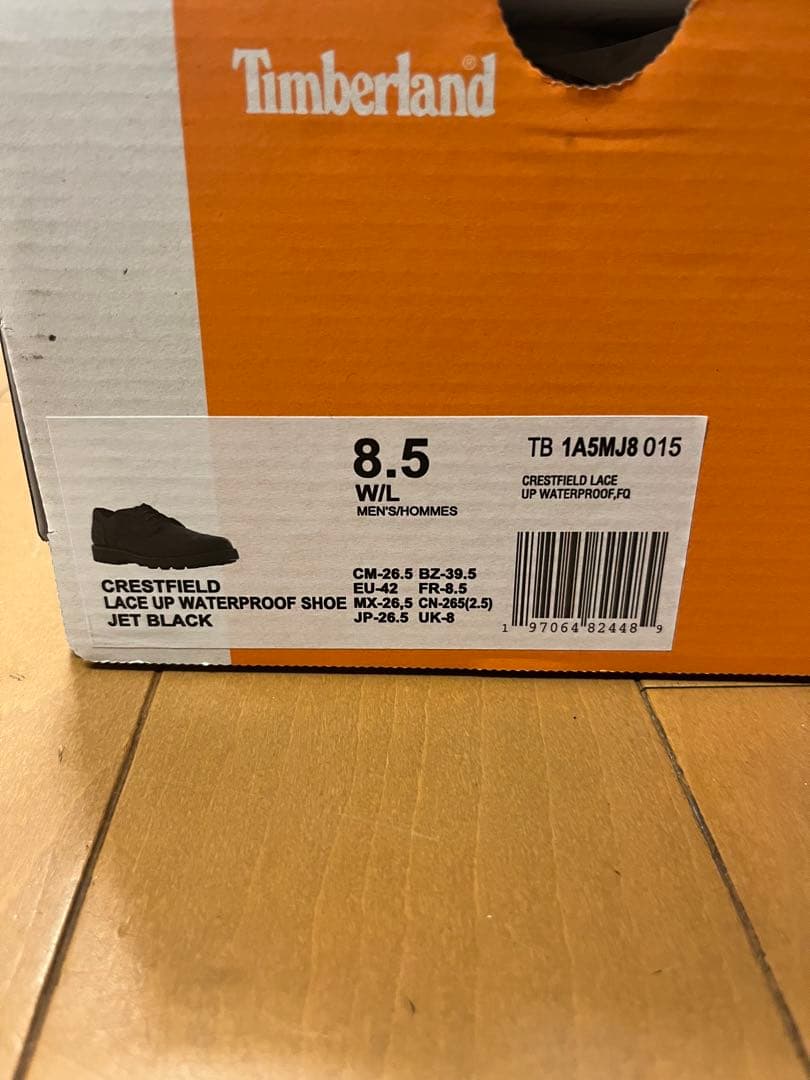 Timberland®
8.5
W/L
MEN'S/HOMMES
TB 1A5MJ8 015
CRESTFIELD LACE
UP WATERPROOF,FQ
CRESTFIELD
LACE UP WATERPROOF SHOE
JET BLACK
CM-26.5 BZ-39.5
EU-42 FR-8.5
MX-26,5 CN-265(2.5)
JP-26.5 UK-8
1 97064 82448 9